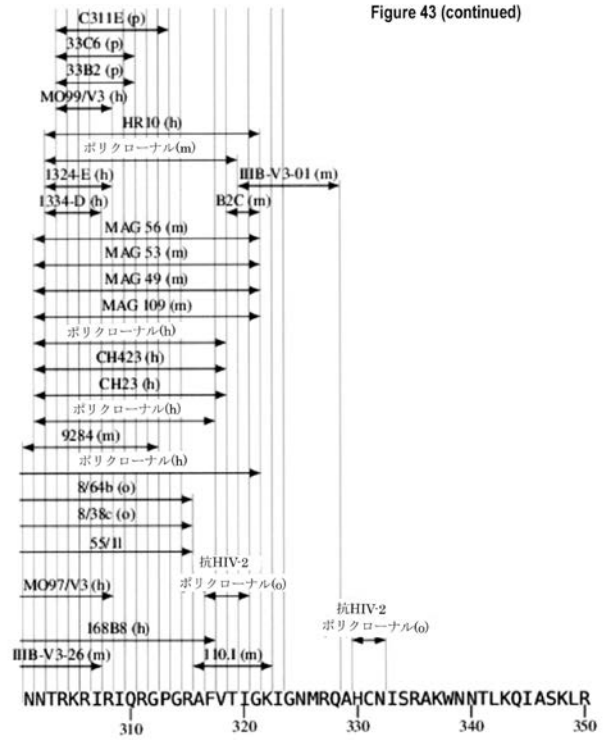 Figure 43 (continued)
C311E (p)
33C6 (p)
33B2 (p)
MO99/V3 (h)
HR10 (h)
ポリクローナル(m)
1324-E (h)
IIIB-V3-01 (m)
1334-D (h)
B2C (m)
MAG 56 (m)
MAG 53 (m)
MAG 49 (m)
MAG 109 (m)
ポリクローナル(h)
CH423 (h)
CH23 (h)
ポリクローナル(h)
9284 (m)
ポリクローナル(h)
8/64b (o)
8/38c (o)
55/11
抗HIV-2
MO97/V3 (h)
ポリクローナル(o)
抗HIV-2
168B8 (h)
ポリクローナル(o)
IIIB-V3-26 (m)
110.1 (m)
NNTRKRIRIQRGPGRAFVTIGKIGNMRQAHCNISRAKWNNTLKQIASKLR
310 320 330 340 350